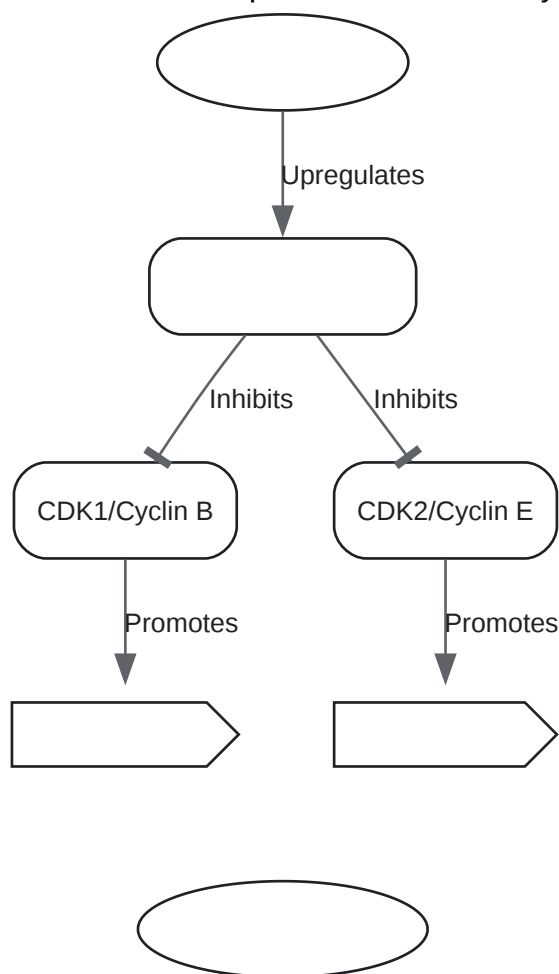 Upregulates
Inhibits Inhibits
CDK1/Cyclin B CDK2/Cyclin E
Promotes Promotes